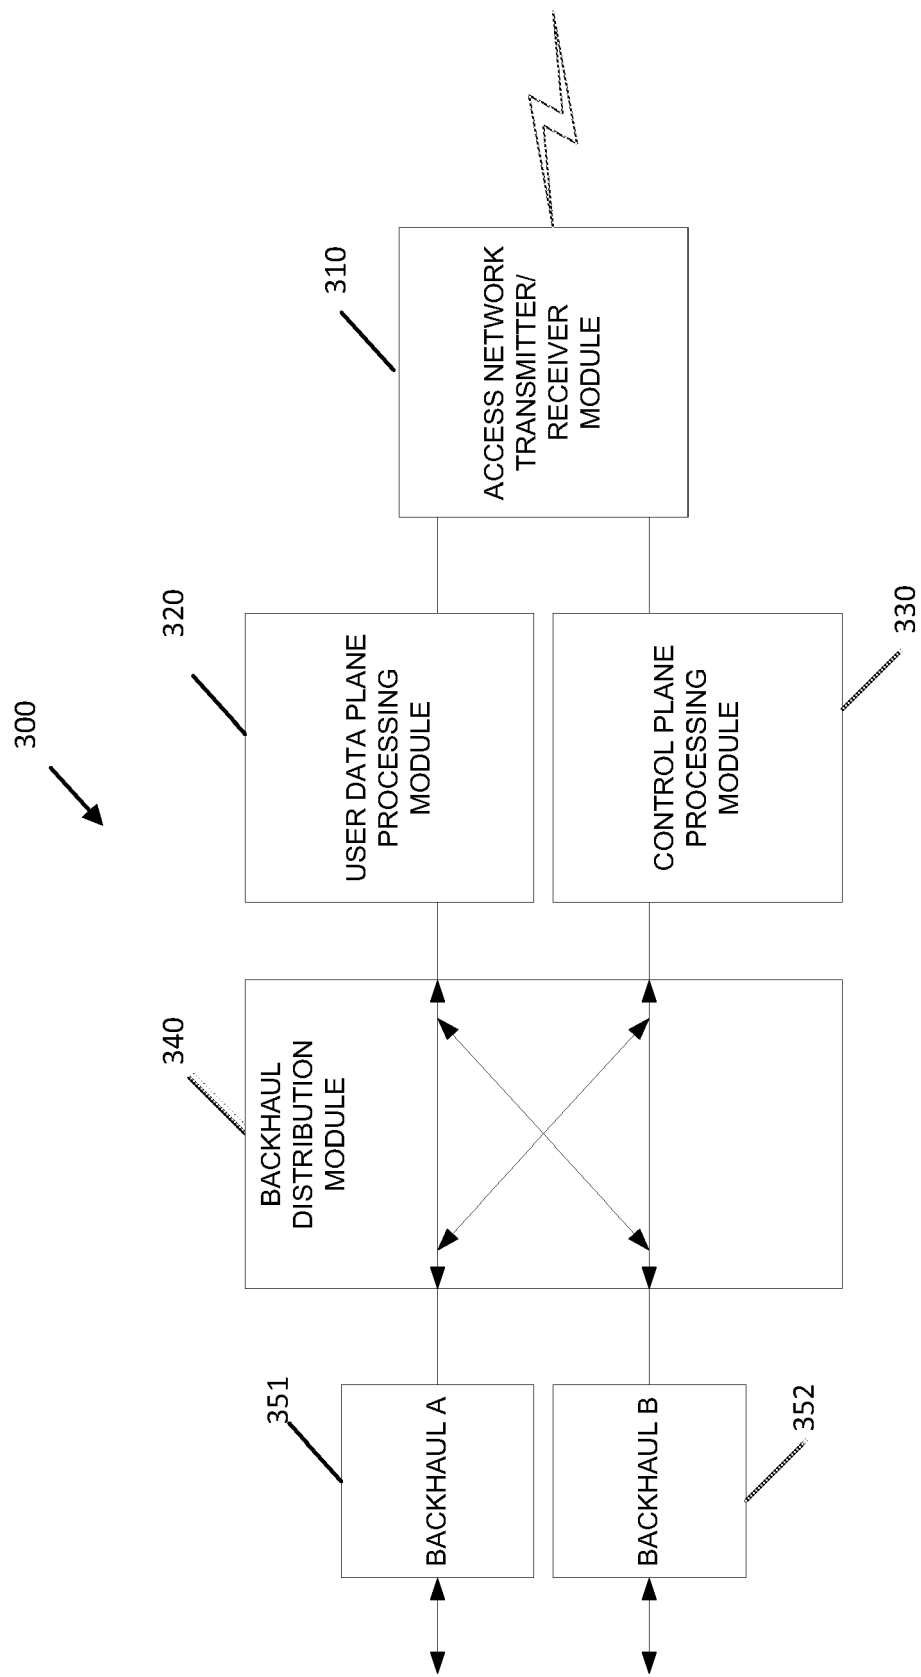 300
310
ACCESS NETWORK
TRANSMITTER/
RECEIVER
MODULE
320
USER DATA PLANE
PROCESSING
MODULE
330
CONTROL PLANE
PROCESSING
MODULE
340
BACKHAUL
DISTRIBUTION
MODULE
351
BACKHAUL A
352
BACKHAUL B